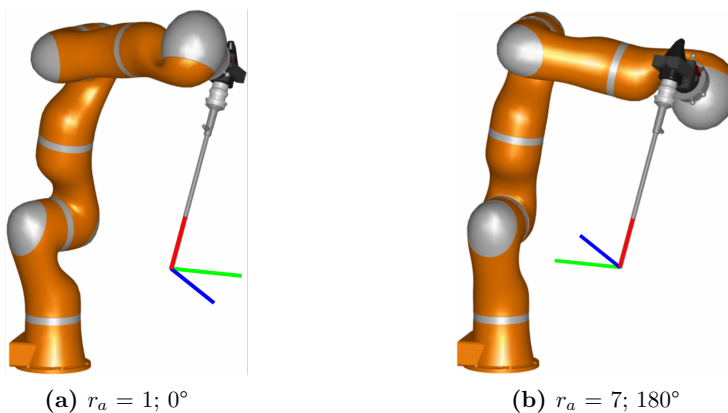 (a) r_a = 1; 0°
(b) r_a = 7; 180°